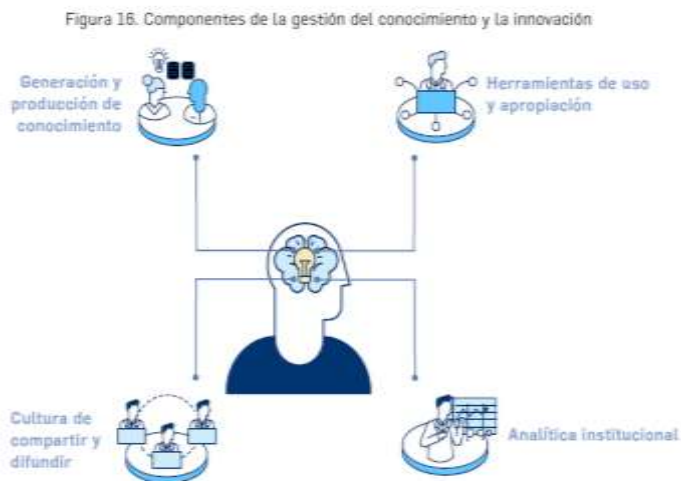 Figura 16. Componentes de la gestión del conocimiento y la innovación
Generación y
producción de
conocimiento
Herramientas de uso
y apropiación
Cultura de
compartir y
difundir
Analítica institucional